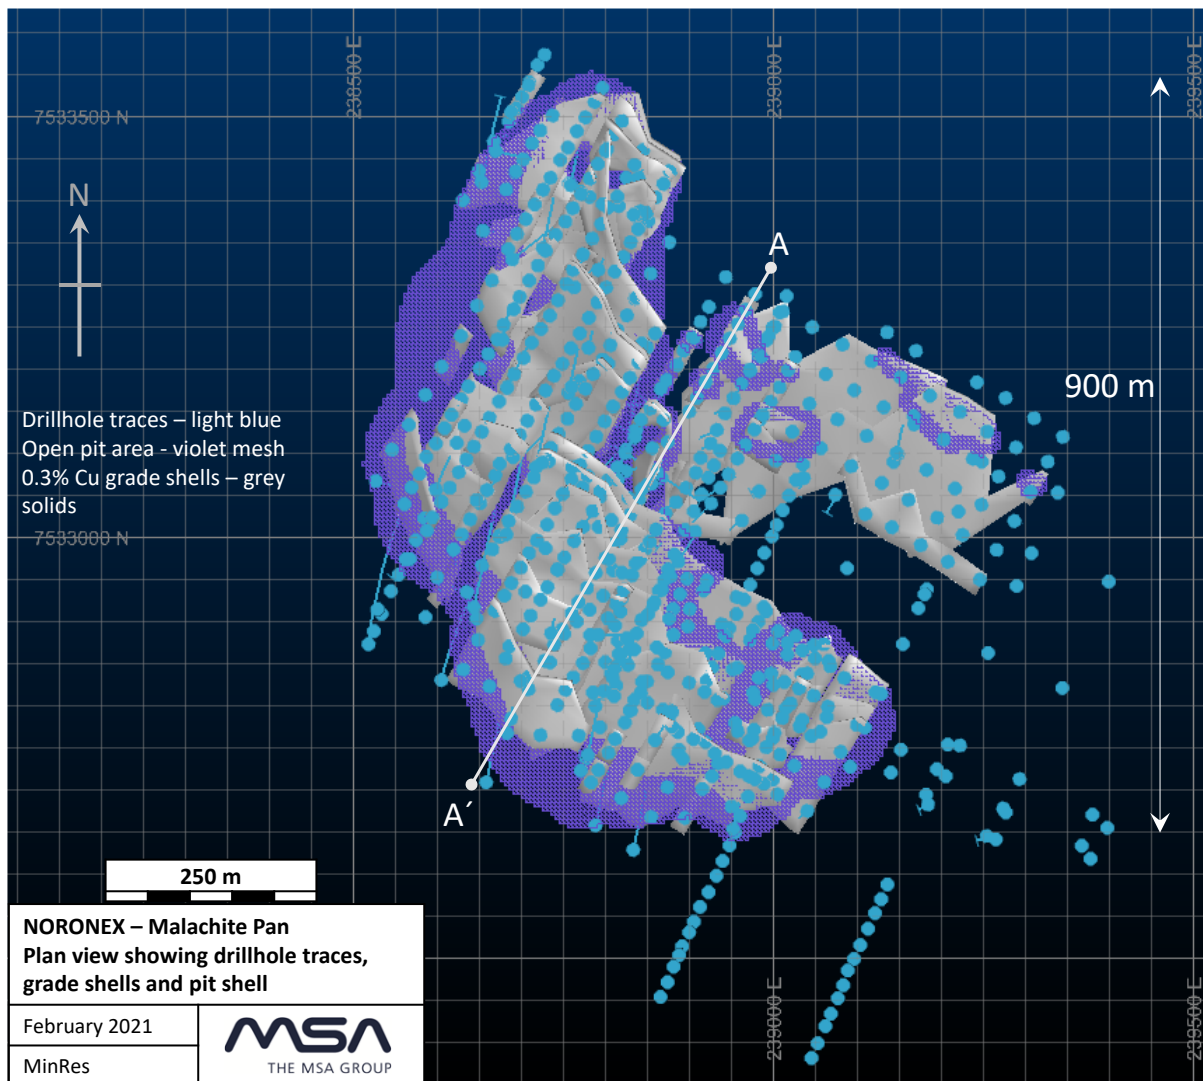 238500 E
239000 E
239500 E
7533500 N
N
A
900 m
Drillhole traces – light blue
Open pit area - violet mesh
0.3% Cu grade shells – grey
solids
7533000 N
A´
250 m
NORONEX – Malachite Pan
Plan view showing drillhole traces,
grade shells and pit shell
February 2021
MinRes
MSA
THE MSA GROUP
239000 E
239500 E